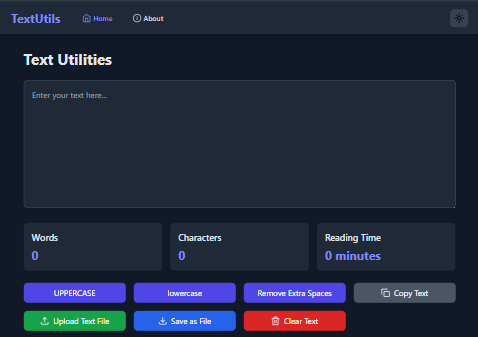 TextUtils Home About
Text Utilities
Enter your text here...
Words Characters Reading Time
0 0 0 minutes
UPPERCASE lowercase Remove Extra Spaces Copy Text
Upload Text File Save as File Clear Text